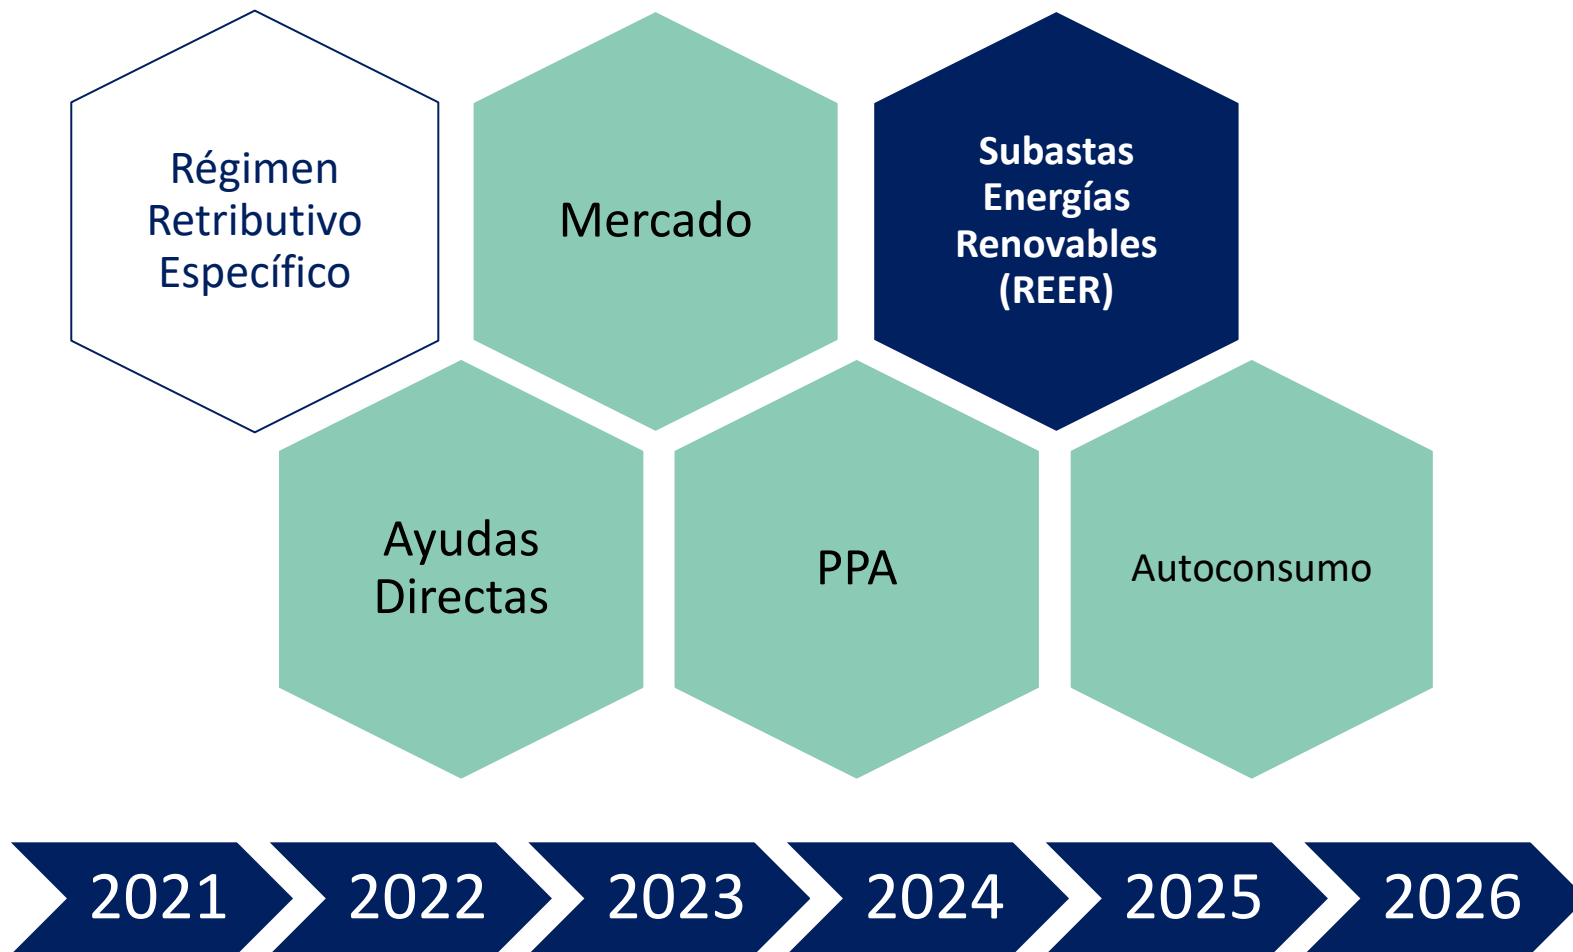 Régimen
Retributivo
Específico
Mercado
Subastas
Energías
Renovables
(REER)
Ayudas
Directas
PPA
Autoconsumo
2021
2022
2023
2024
2025
2026